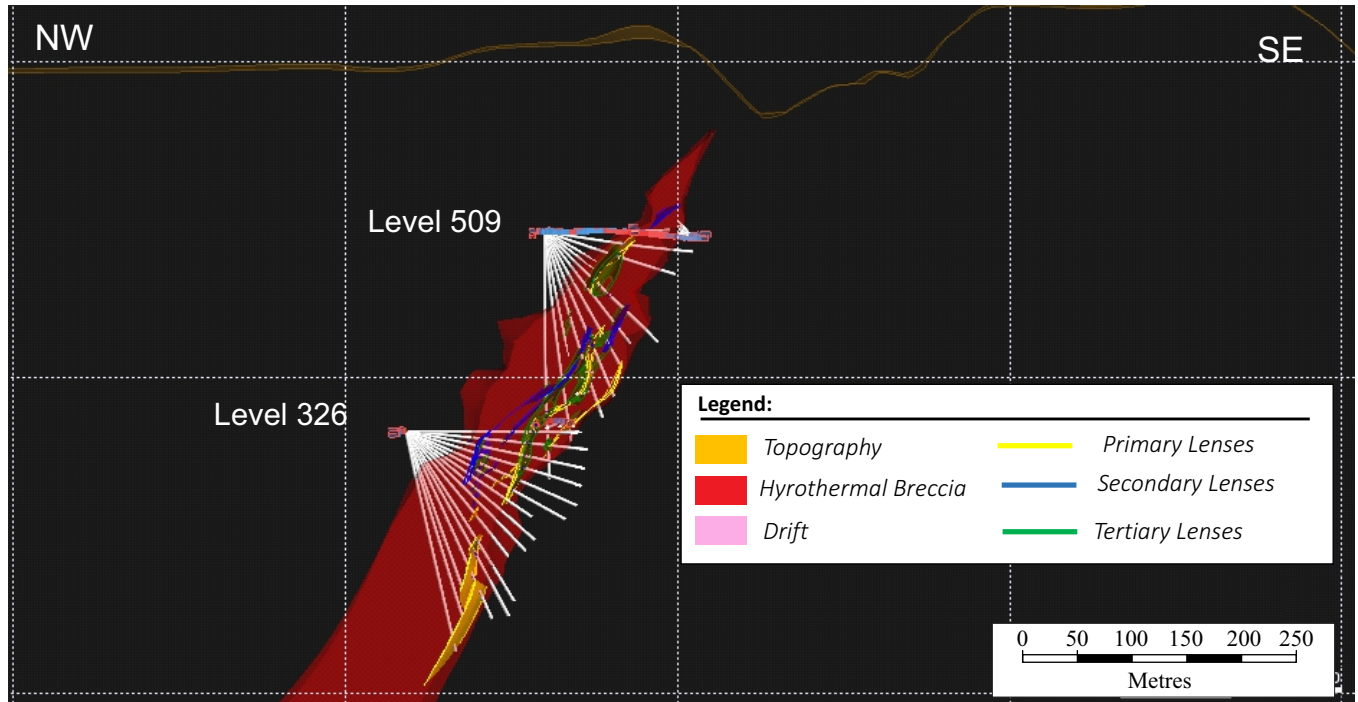 NW
SE
Level 509
Level 326
Legend:
Topography
Primary Lenses
Hyrothermal Breccia
Secondary Lenses
Drift
Tertiary Lenses
0 50 100 150 200 250
Metres